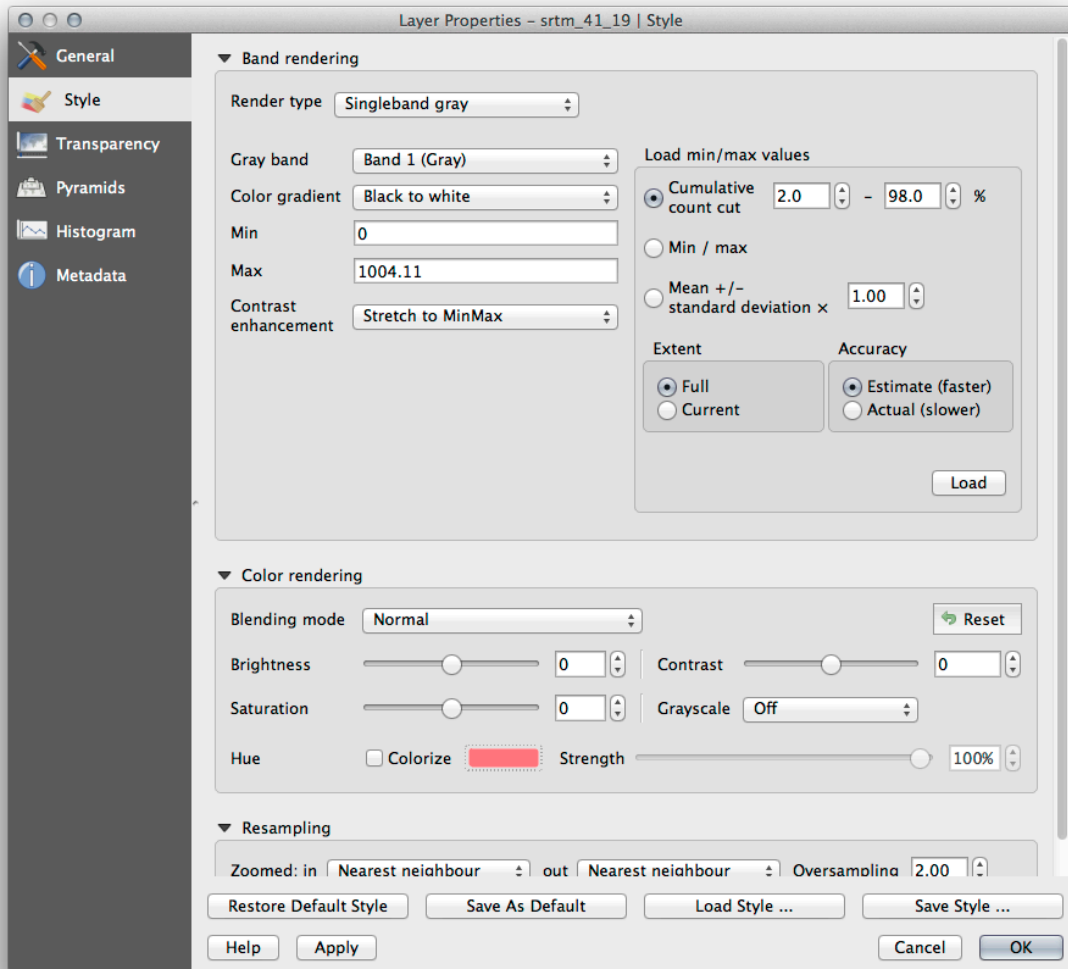 Layer Properties – srtm_41_19 | Style
General
Style
Transparency
Pyramids
Histogram
Metadata
Band rendering
Render type Singleband gray
Gray band Band 1 (Gray)
Color gradient Black to white
Min 0
Max 1004.11
Contrast
enhancement Stretch to MinMax
Load min/max values
Cumulative
count cut 2.0 – 98.0 %
Min / max
Mean +/-
standard deviation × 1.00
Extent
Full
Current
Accuracy
Estimate (faster)
Actual (slower)
Load
Color rendering
Blending mode Normal Reset
Brightness 0 Contrast 0
Saturation 0 Grayscale Off
Hue Colorize Strength 100%
Resampling
Zoomed: in Nearest neighbour out Nearest neighbour Oversampling 2.00
Restore Default Style Save As Default Load Style ... Save Style ...
Help Apply Cancel OK